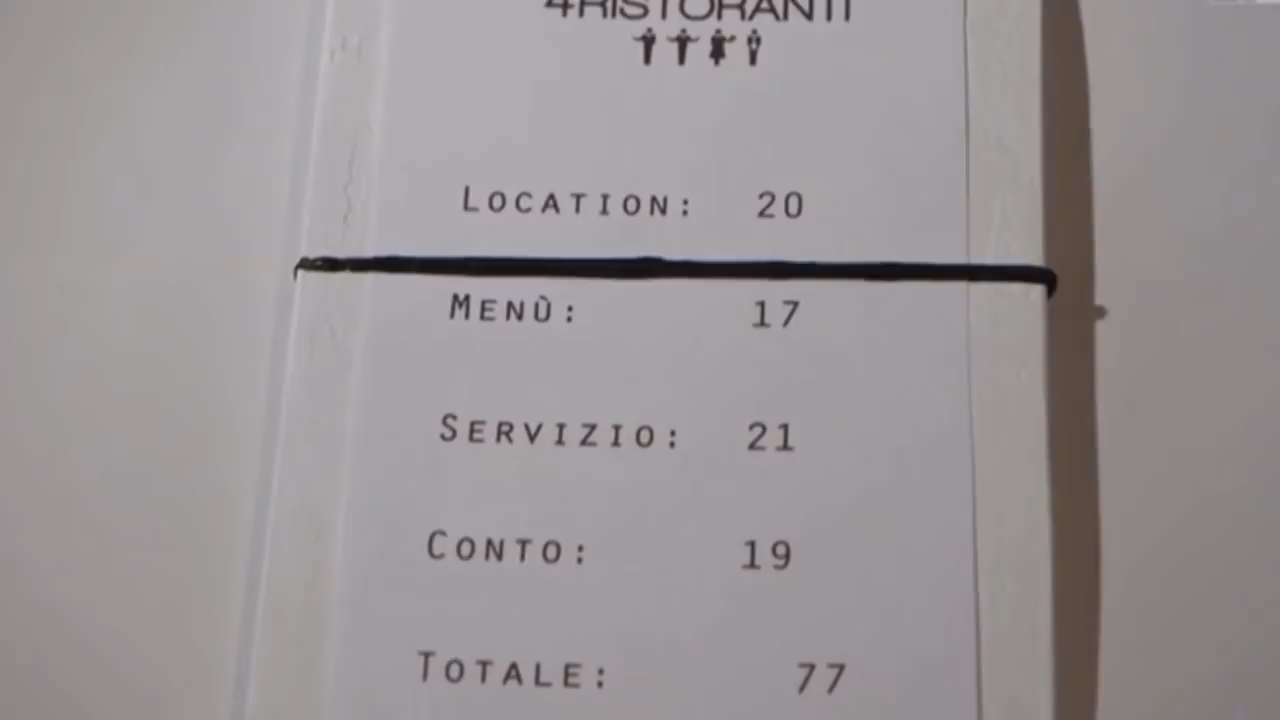 4RISTORANTI
LOCATION: 20
MENÙ: 17
SERVIZIO: 21
CONTO: 19
TOTALE: 77